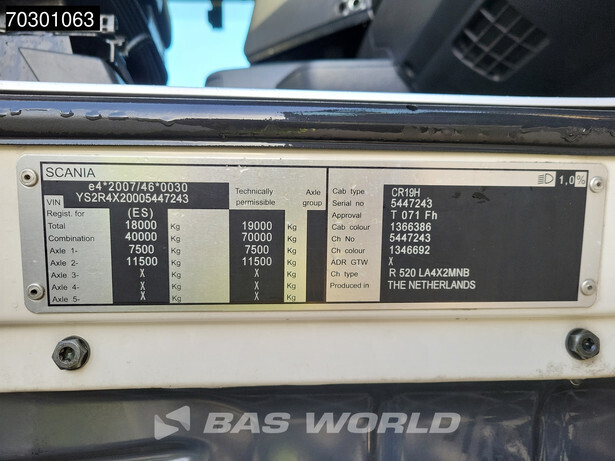 70301063
SCANIA
e4*2007/46*0030
VIN YS2R4X20005447243
Technically permissible Axle group
Regist. for (ES)
Total 18000 Kg 19000 Kg
Combination 40000 Kg 70000 Kg
Axle 1- 7500 Kg 7500 Kg
Axle 2- 11500 Kg 11500 Kg
Axle 3- X Kg X Kg
Axle 4- X Kg X Kg
Axle 5- X Kg X Kg
1,0%
Cab type CR19H
Serial no 5447243
Approval T 071 Fh
Cab colour 1366386
Ch No 5447243
Ch colour 1346692
ADR GTW X
Ch type R 520 LA4X2MNB
Produced in THE NETHERLANDS
BAS WORLD